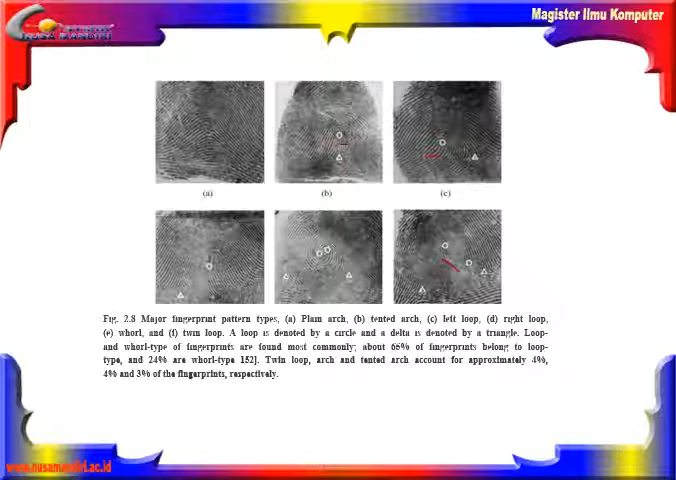 NUSA MANDIRI
Magister Ilmu Komputer
(a)
(b)
(c)
Fig. 2.8 Major fingerprint pattern types, (a) Plain arch, (b) tented arch, (c) left loop, (d) right loop,
(e) whorl, and (f) twin loop. A loop is denoted by a circle and a delta is denoted by a triangle. Loop-
and whorl-type of fingerprints are found most commonly; about 66% of fingerprints belong to loop-
type, and 24% are whorl-type 152]. Twin loop, arch and tented arch account for approximately 4%,
4% and 3% of the fingerprints, respectively.
www.nusamandiri.ac.id